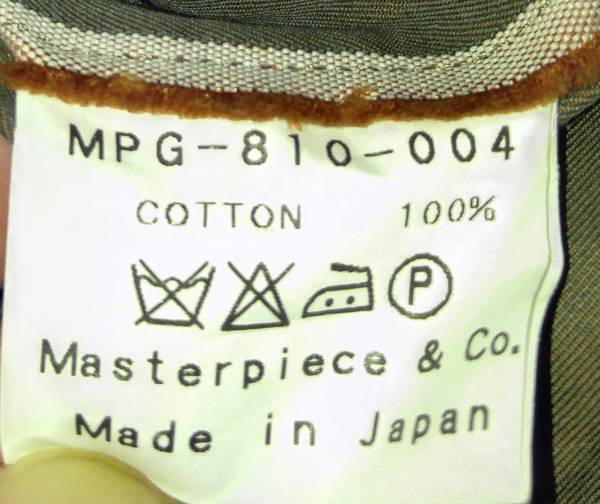 MPG-810-004
COTTON 100%
P
Masterpiece & Co.
Made in Japan